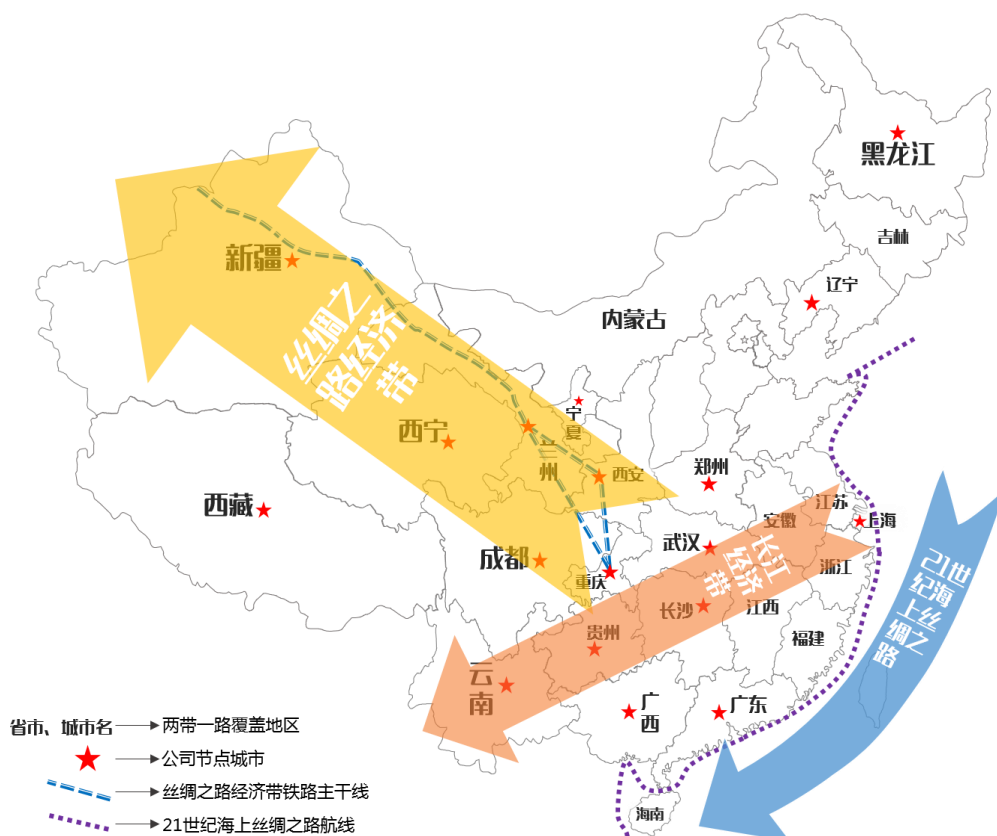 黑龙江
吉林
辽宁
新疆
内蒙古
丝绸之
路经济
带
宁
夏
西宁
兰
州
西安
郑州
西藏
江苏
安徽
上海
武汉
成都
长江
经济
带
浙江
重庆
21世
纪海
上丝
绸之
路
长沙
江西
贵州
福建
云
南
广
西
广东
海南
省市、城市名
两带一路覆盖地区
公司节点城市
丝绸之路经济带铁路主干线
21世纪海上丝绸之路航线